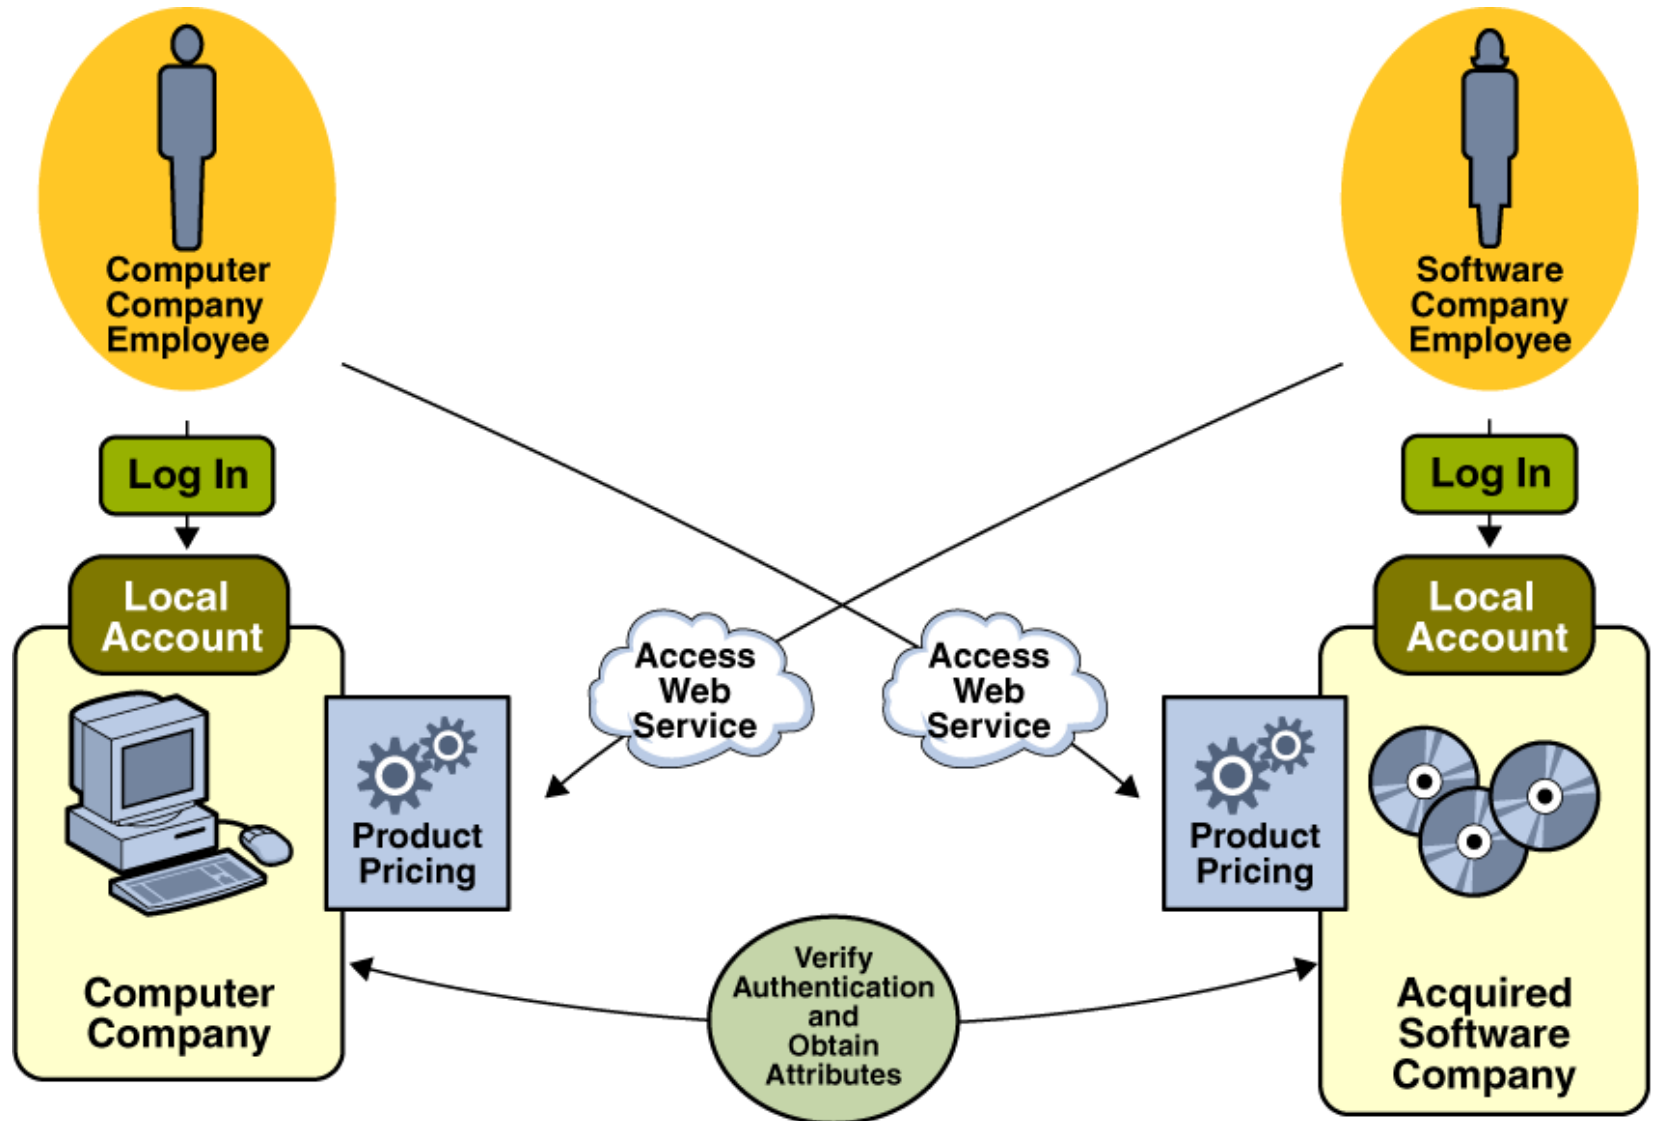 Computer
Company
Employee
Software
Company
Employee
Log In
Log In
Local
Account
Local
Account
Access
Web
Service
Access
Web
Service
Product
Pricing
Product
Pricing
Verify
Authentication
and
Obtain
Attributes
Computer
Company
Acquired
Software
Company